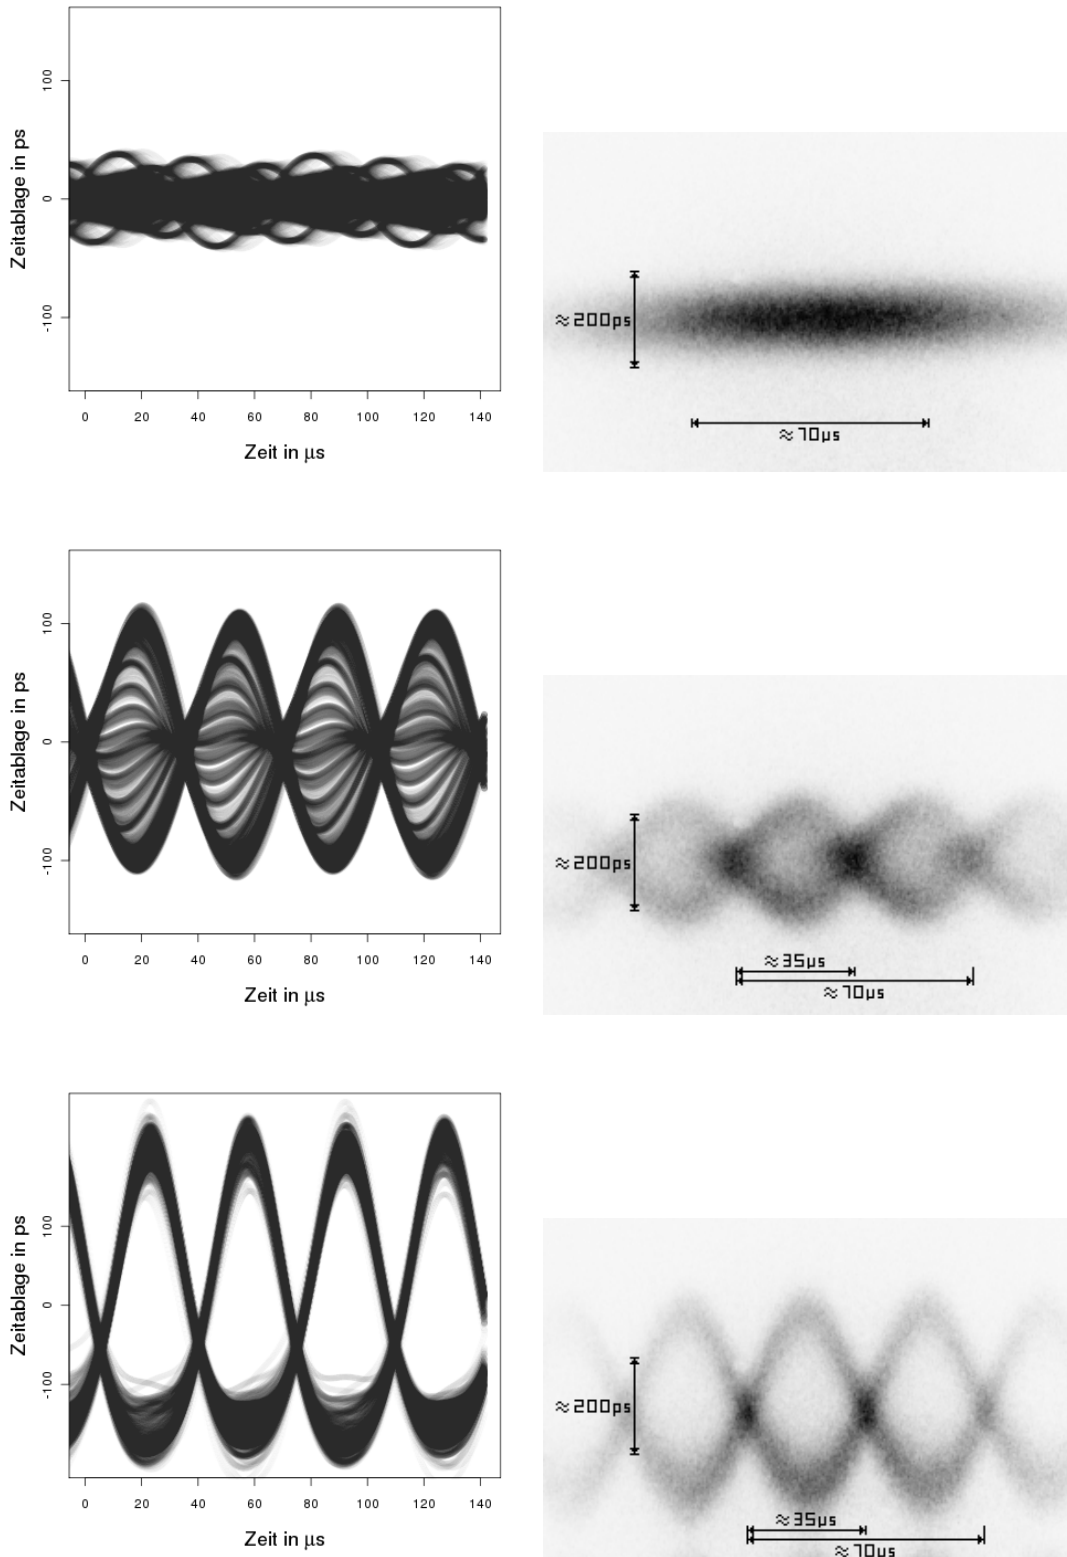 Zeitablage in ps
100
0
-100
0 20 40 60 80 100 120 140
Zeit in μs
≈200ps
≈70μs
Zeitablage in ps
100
0
-100
0 20 40 60 80 100 120 140
Zeit in μs
≈200ps
≈35μs
≈70μs
Zeitablage in ps
100
0
-100
0 20 40 60 80 100 120 140
Zeit in μs
≈200ps
≈35μs
≈70μs